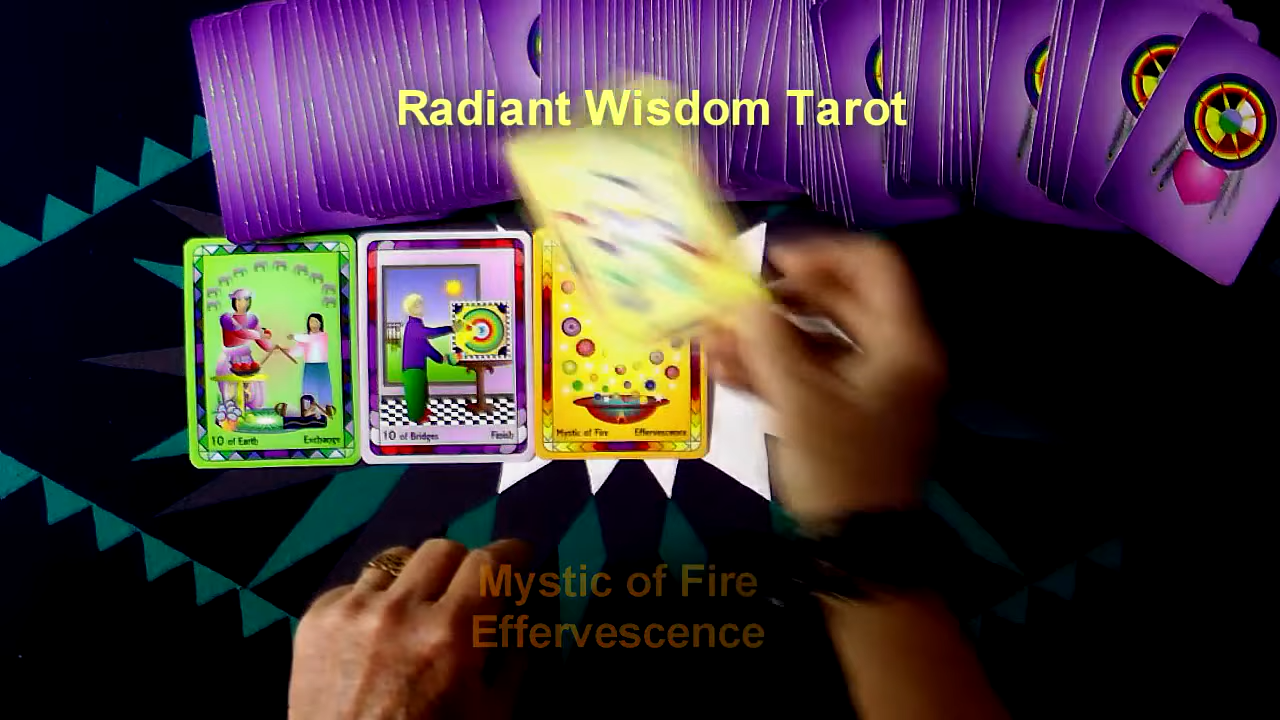 Radiant Wisdom Tarot
10 of Earth Exchange
10 of Bridges Finish
Mystic of Fire Effervescence
Mystic of Fire
Effervescence